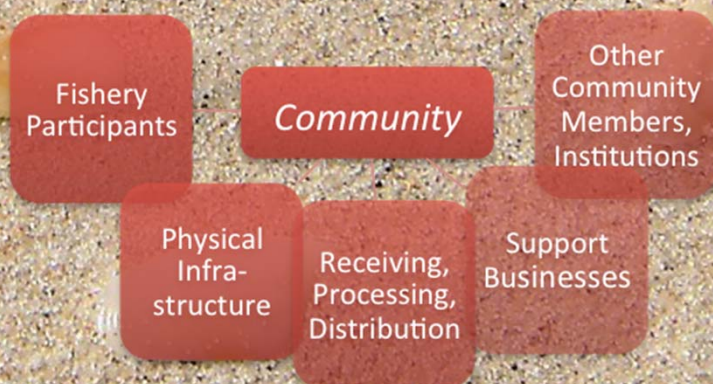 Fishery
Participants
Community
Other
Community
Members,
Institutions
Physical
Infra-
structure
Receiving,
Processing,
Distribution
Support
Businesses